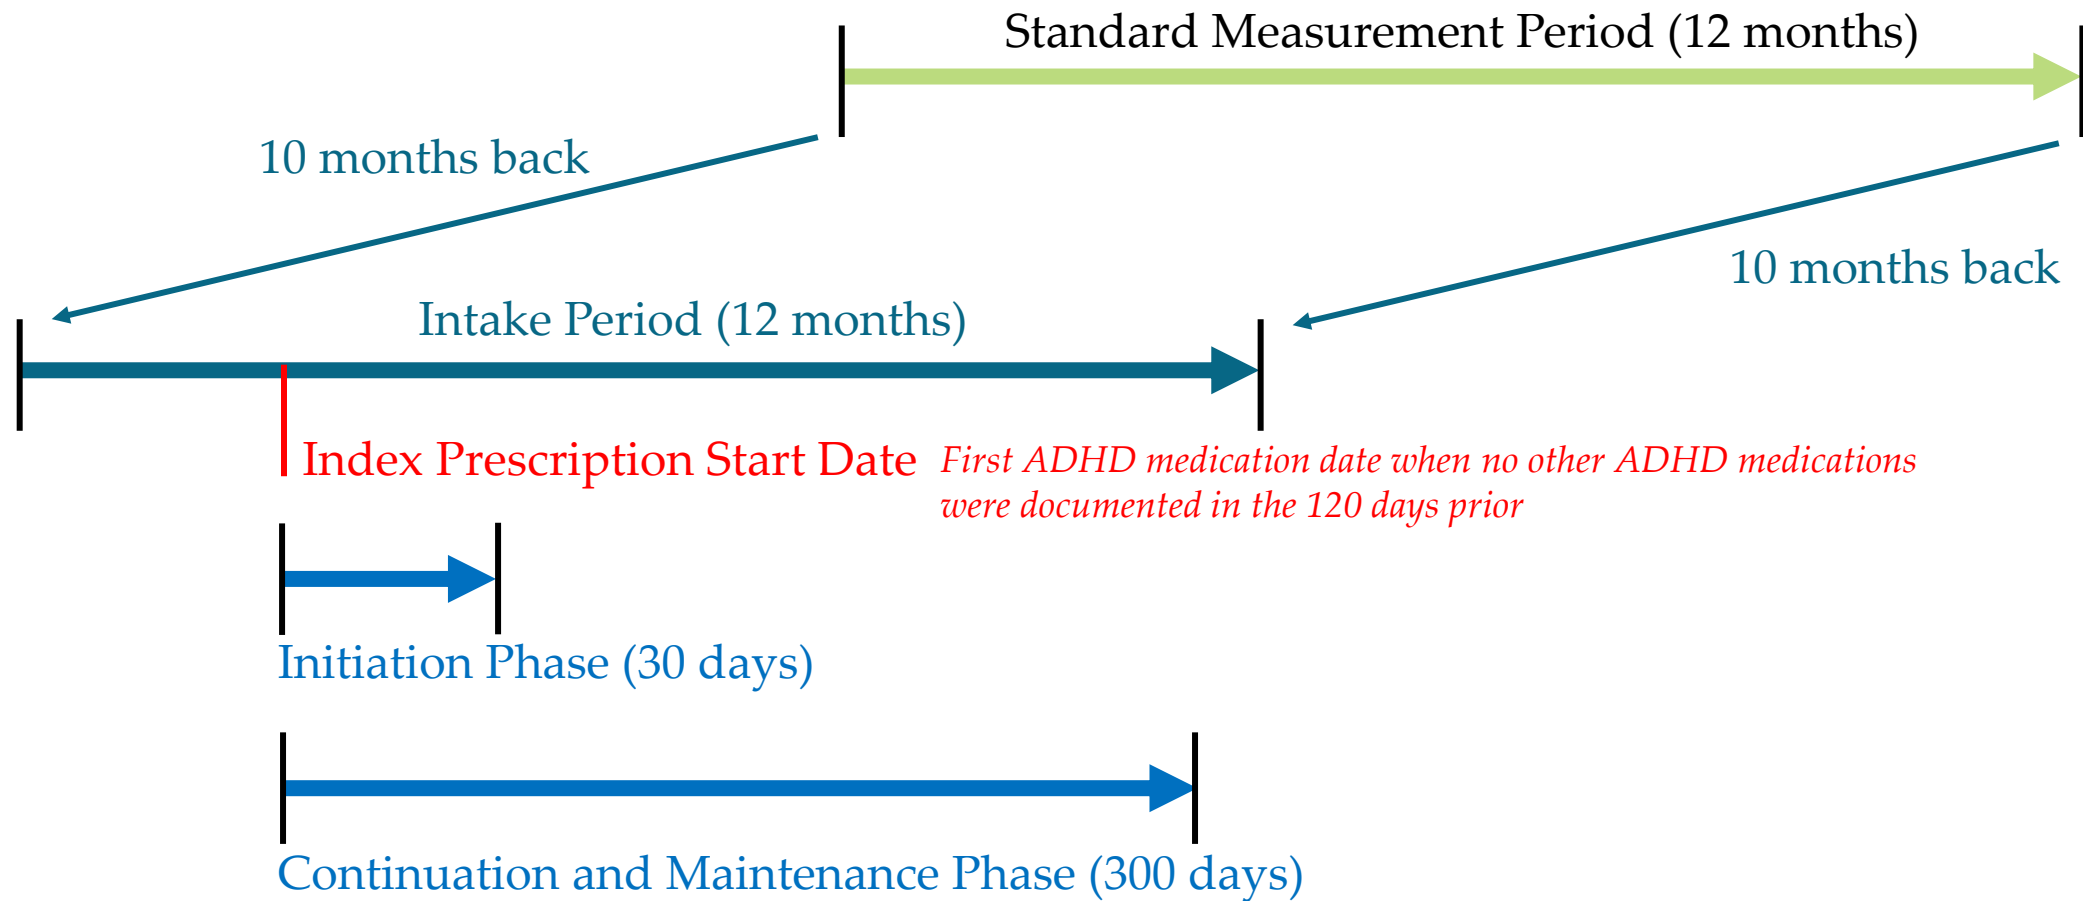 Standard Measurement Period (12 months)
10 months back
10 months back
Intake Period (12 months)
Index Prescription Start Date
First ADHD medication date when no other ADHD medications
were documented in the 120 days prior
Initiation Phase (30 days)
Continuation and Maintenance Phase (300 days)